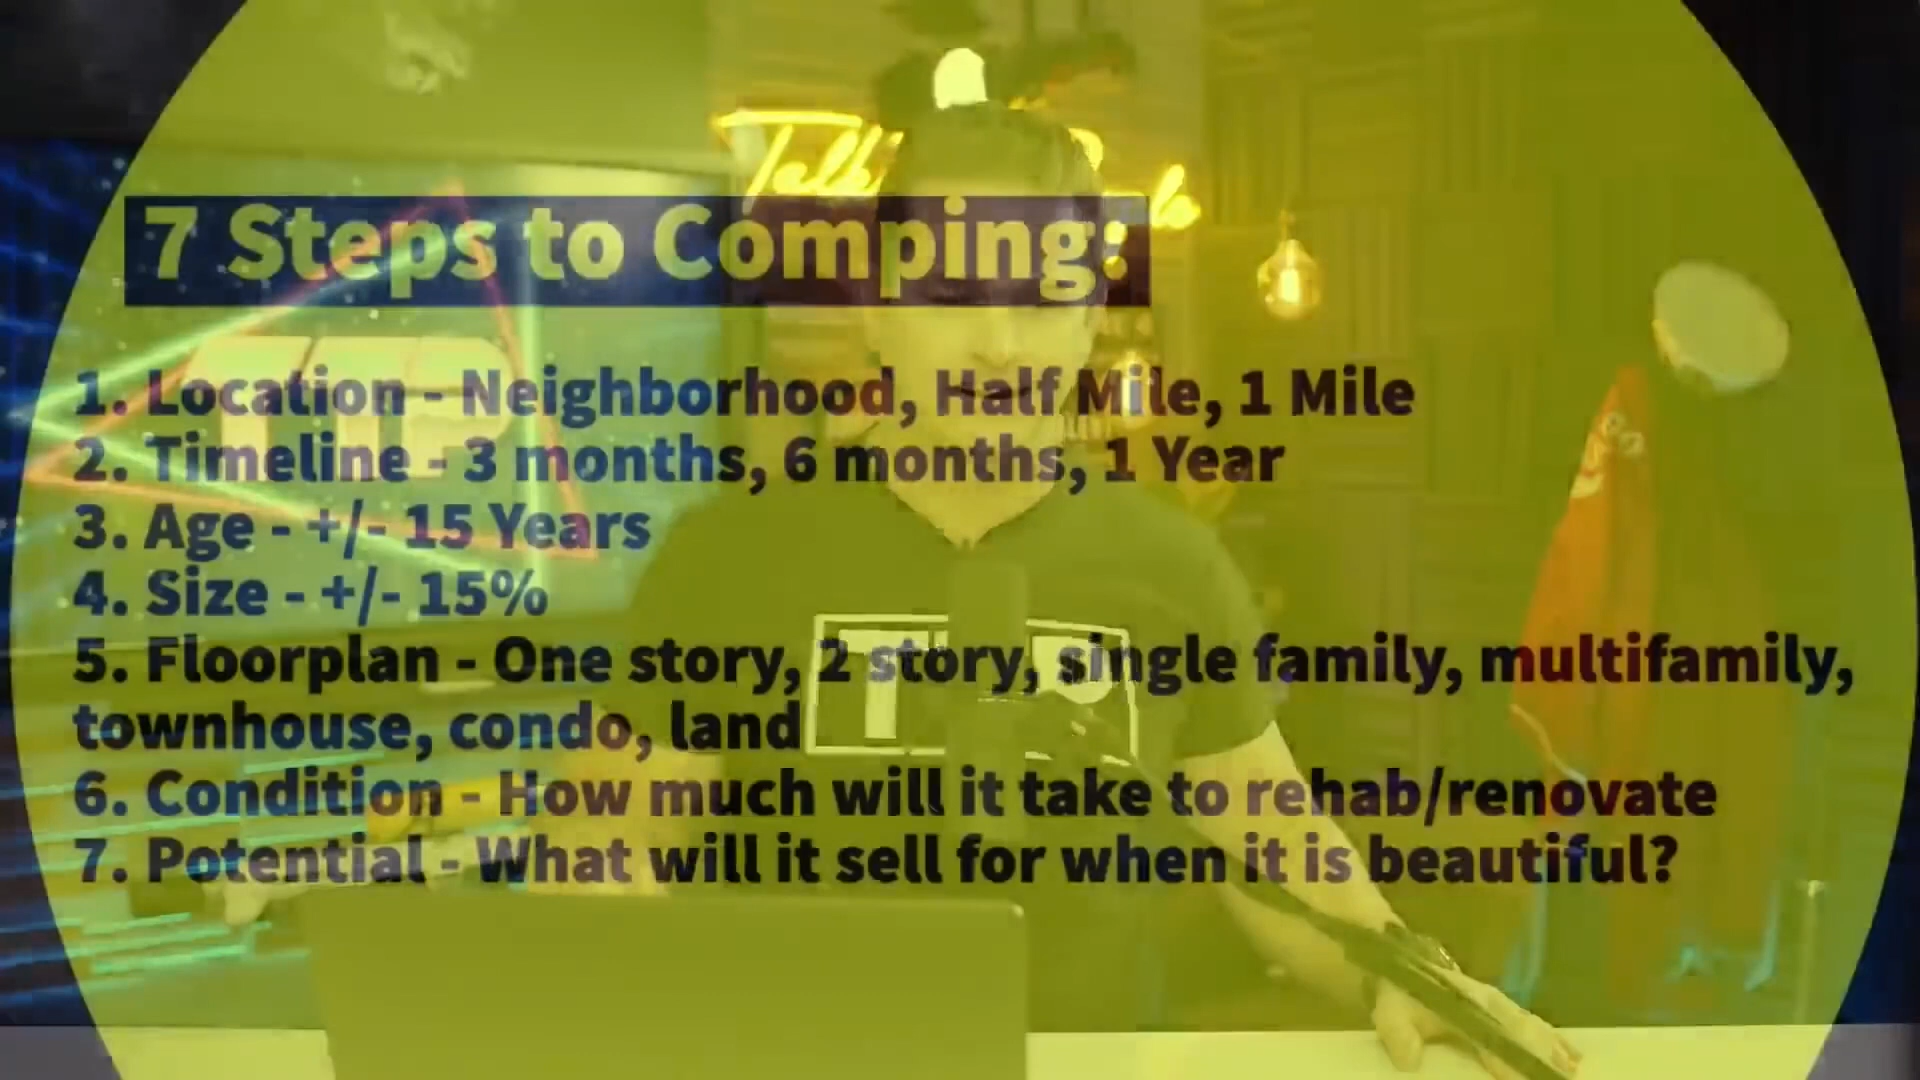 7 Steps to Comping:
1. Location - Neighborhood, Half Mile, 1 Mile
2. Timeline - 3 months, 6 months, 1 Year
3. Age - +/- 15 Years
4. Size - +/- 15%
5. Floorplan - One story, 2 story, single family, multifamily,
townhouse, condo, land
6. Condition - How much will it take to rehab/renovate
7. Potential - What will it sell for when it is beautiful?
TTP